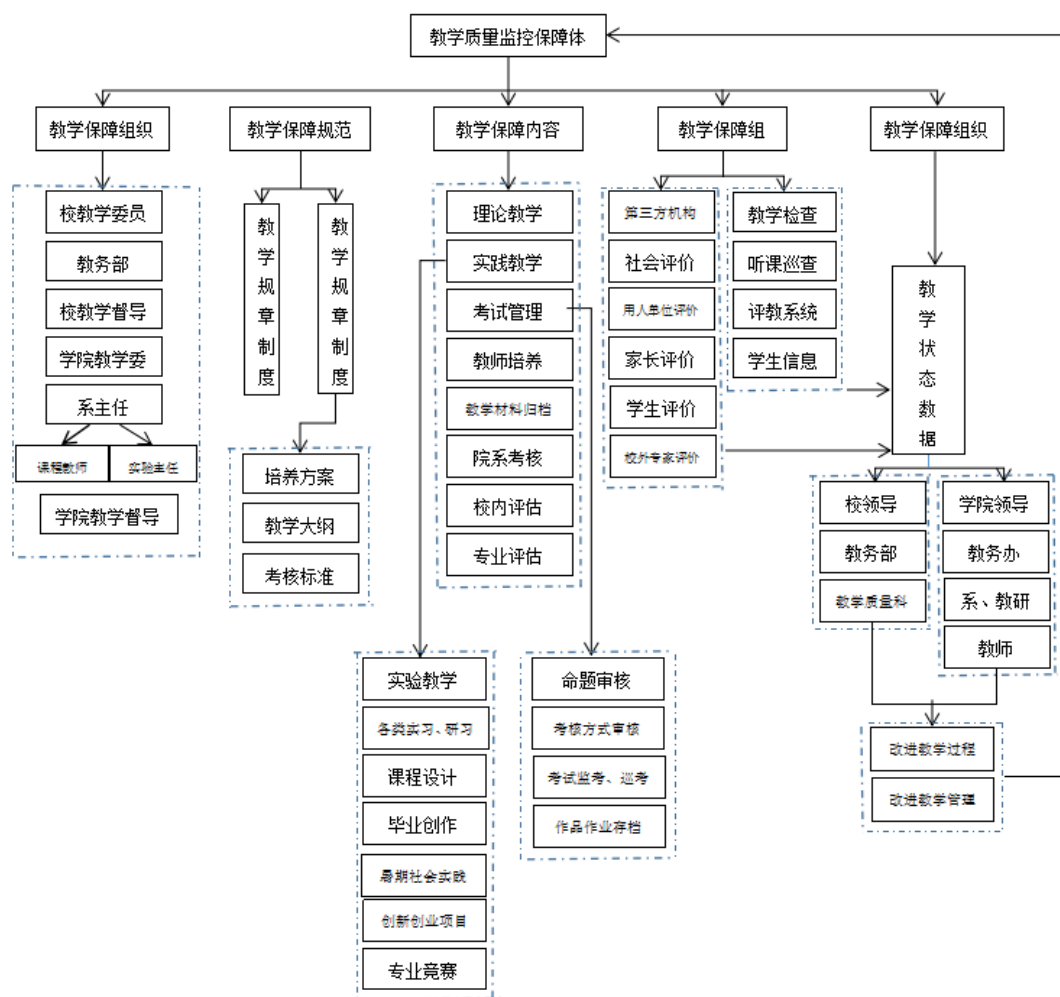 教学质量监控保障体
教学保障组织
教学保障规范
教学保障内容
教学保障组
教学保障组织
校教学委员
教务部
校教学督导
学院教学委
系主任
课程教师
实验主任
学院教学督导
教学规章制度
教学规章制度
培养方案
教学大纲
考核标准
理论教学
实践教学
考试管理
教师培养
教学材料归档
院系考核
校内评估
专业评估
第三方机构
社会评价
用人单位评价
家长评价
学生评价
校外专家评价
教学检查
听课巡查
评教系统
学生信息
教学状态数据
校领导
教务部
教学质量科
学院领导
教务办
系、教研
教师
实验教学
各类实习、研习
课程设计
毕业创作
暑期社会实践
创新创业项目
专业竞赛
命题审核
考核方式审核
考试监考、巡考
作品作业存档
改进教学过程
改进教学管理